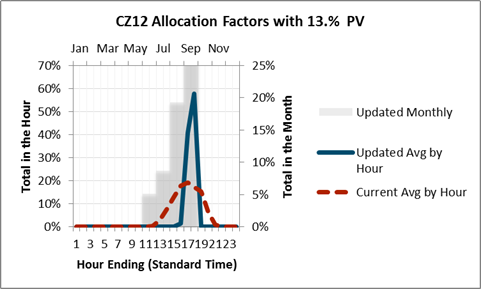 CZ12 Allocation Factors with 13.% PV
Jan Mar May Jul Sep Nov
70% 25%
60%
50% 20%
40% 15%
30% 10%
20%
10% 5%
0% 0%
Total in the Hour
Total in the Month
1 3 5 7 9 11 13 15 17 19 21 23
Hour Ending (Standard Time)
Updated Monthly
Updated Avg by
Hour
Current Avg by Hour